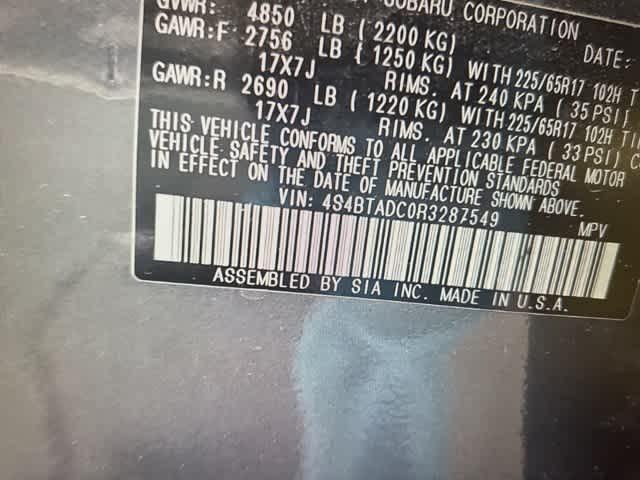 SUBARU CORPORATION
GVWR: 4850 LB (2200 KG) DATE:
GAWR:F 2756 LB ( 1250 KG) WITH 225/65R17 102H
17X7J RIMS. AT 240 KPA ( 35 PSI)
GAWR:R 2690 LB ( 1220 KG) WITH 225/65R17 102H
17X7J RIMS. AT 230 KPA ( 33 PSI)
THIS VEHICLE CONFORMS TO ALL APPLICABLE FEDERAL MOTOR
VEHICLE SAFETY AND THEFT PREVENTION STANDARDS
IN EFFECT ON THE DATE OF MANUFACTURE SHOWN ABOVE.
VIN: 4S4BTADC0R3287549 MPV
ASSEMBLED BY SIA INC. MADE IN U.S.A.